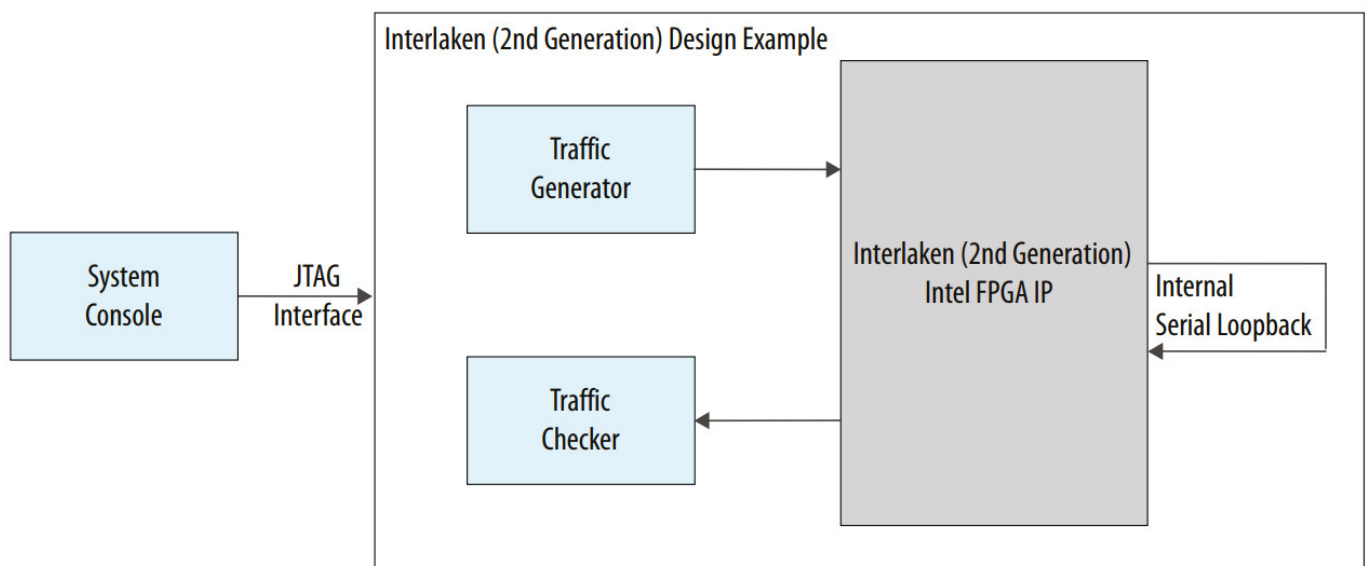 Interlaken (2nd Generation) Design Example
Traffic
Generator
System
Console
JTAG
Interface
Interlaken (2nd Generation)
Intel FPGA IP
Internal
Serial Loopback
Traffic
Checker